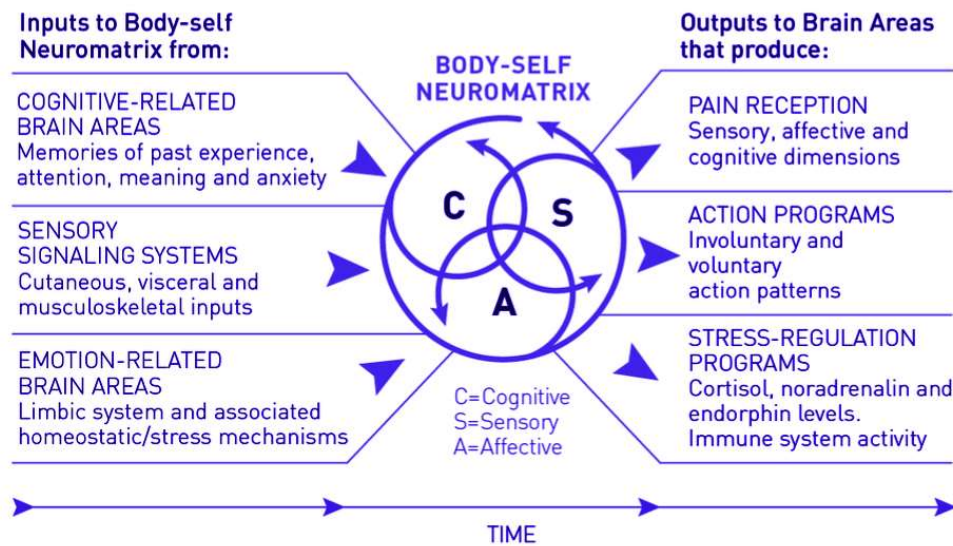 Inputs to Body-self
Neuromatrix from:
COGNITIVE-RELATED
BRAIN AREAS
Memories of past experience,
attention, meaning and anxiety
SENSORY
SIGNALING SYSTEMS
Cutaneous, visceral and
musculoskeletal inputs
EMOTION-RELATED
BRAIN AREAS
Limbic system and associated
homeostatic/stress mechanisms
BODY-SELF
NEUROMATRIX
C
S
A
C=Cognitive
S=Sensory
A=Affective
Outputs to Brain Areas
that produce:
PAIN RECEPTION
Sensory, affective and
cognitive dimensions
ACTION PROGRAMS
Involuntary and
voluntary
action patterns
STRESS-REGULATION
PROGRAMS
Cortisol, noradrenalin and
endorphin levels.
Immune system activity
TIME